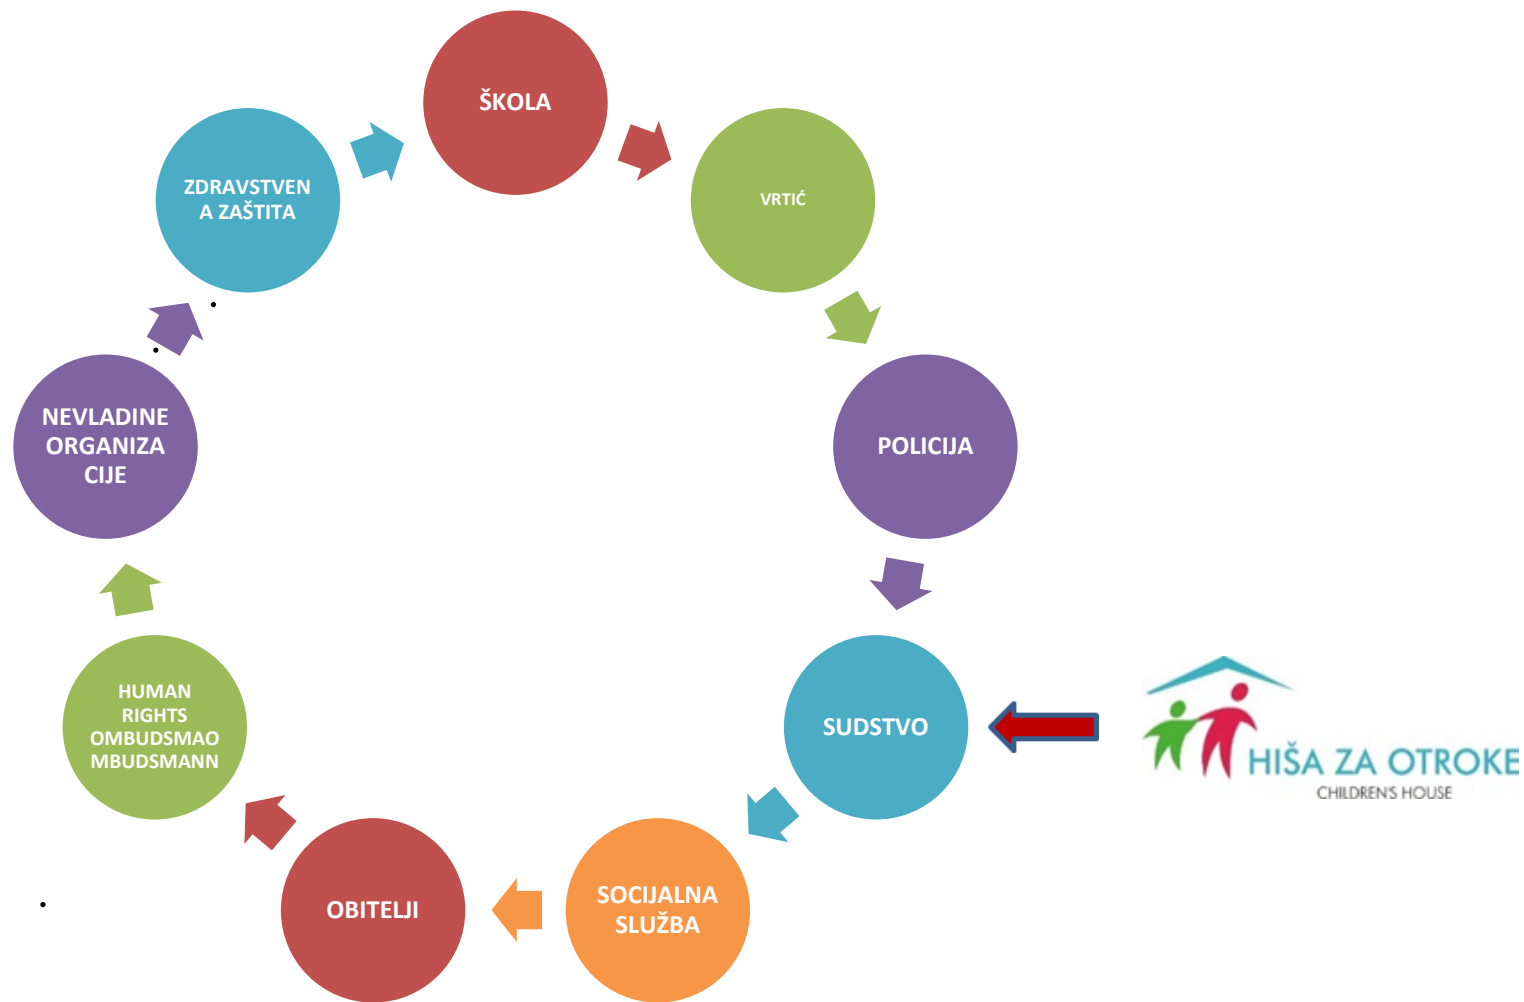 ŠKOLA
VRTIĆ
POLICIJA
SUDSTVO
SOCIJALNA
SLUŽBA
OBITELJI
HUMAN
RIGHTS
OMBUDSMAO
MBUDSMANN
NEVLADINE
ORGANIZA
CIJE
ZDRAVSTVEN
A ZAŠTITA
HIŠA ZA OTROKE
CHILDREN'S HOUSE